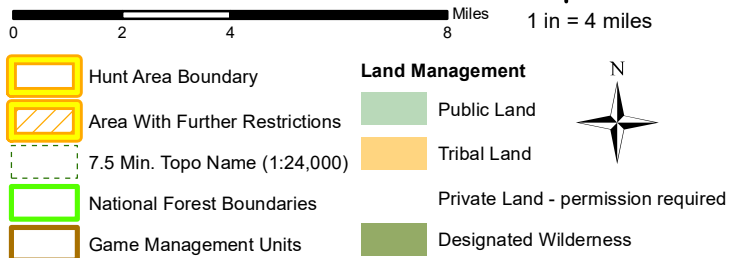 Miles
0 2 4 8
1 in = 4 miles
Hunt Area Boundary
Area With Further Restrictions
7.5 Min. Topo Name (1:24,000)
National Forest Boundaries
Game Management Units
Land Management
Public Land
Tribal Land
Private Land - permission required
Designated Wilderness
N